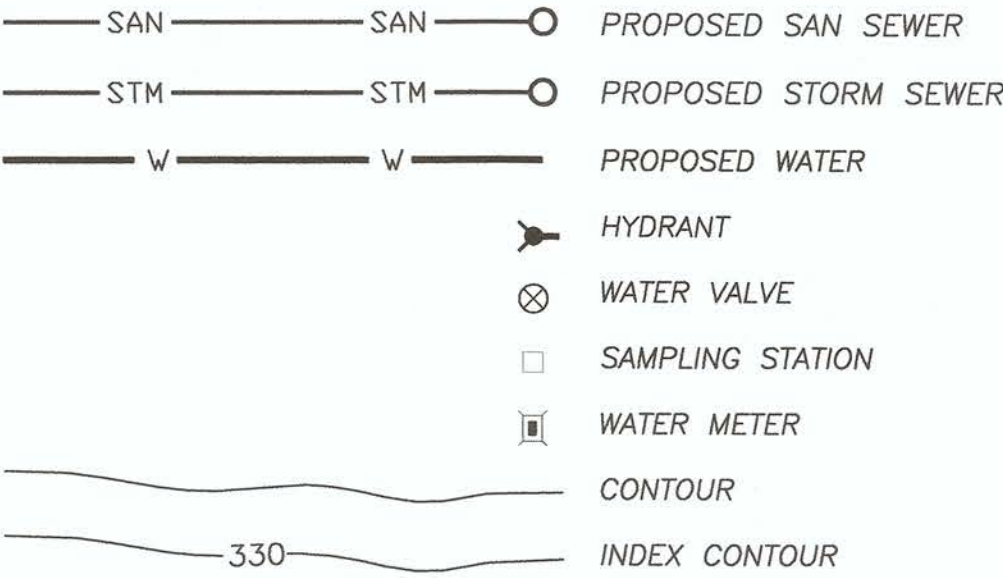 SAN SAN PROPOSED SAN SEWER
STM STM PROPOSED STORM SEWER
W W PROPOSED WATER
HYDRANT
WATER VALVE
SAMPLING STATION
WATER METER
CONTOUR
330 INDEX CONTOUR